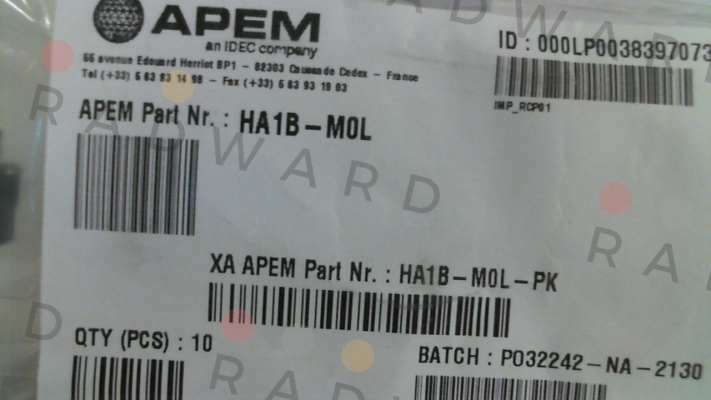 APEM
an IDEC company
55 avenue Edouard Herriot BP1 - 82303 Caussade Cedex - France
Tel (+33) 5 63 93 14 98 - Fax (+33) 5 63 93 19 03
ID : 000LP0038397073
IMP_RCP01
APEM Part Nr. : HA1B-M0L
XA APEM Part Nr. : HA1B-M0L-PK
QTY (PCS) : 10
BATCH : P032242-NA-2130
RADWARD
RADWARD
RADWARD